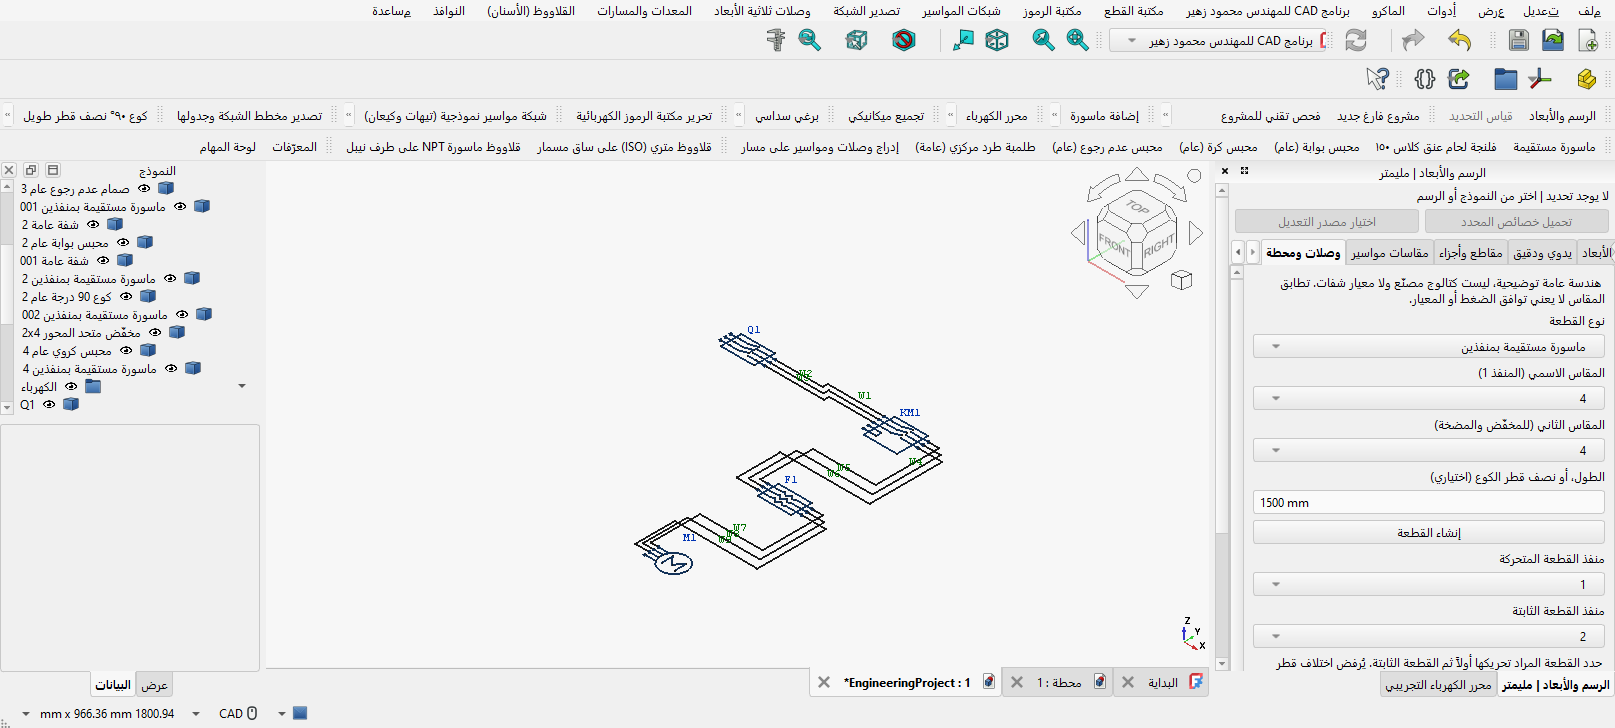 ملف تعديل عرض أدوات الماكرو برنامج CAD للمهندس محمود زهير مكتبة القطع مكتبة الرموز شبكات المواسير تصدير الشبكة وصلات ثلاثية الأبعاد المعدات والمسارات القلاووظ (الأسنان) النوافذ مساعدة
برنامج CAD للمهندس محمود زهير
الرسم والأبعاد قياس التحديد مشروع فارغ جديد فحص تقني للمشروع » إضافة ماسورة » محرر الكهرباء » تجميع ميكانيكي برغي سداسي » تحرير مكتبة الرموز الكهربائية شبكة مواسير نموذجية (تيهات وكيعان) » تصدير مخطط الشبكة وجدولها كوع ٩٠° نصف قطر طويل »
ماسورة مستقيمة فلنجة لحام عنق كلاس ١٥٠ محبس بوابة (عام) محبس كرة (عام) محبس عدم رجوع (عام) طلمبة طرد مركزي (عامة) إدراج وصلات ومواسير على مسار قلاووظ متري (ISO) على ساق مسمار قلاووظ ماسورة NPT على طرف نيبل المعرّفات لوحة المهام
الرسم والأبعاد | مليمتر
لا يوجد تحديد | اختر من النموذج أو الرسم
تحميل خصائص المحدد اختيار مصدر التعديل
الأبعاد يدوي ودقيق مقاطع وأجزاء مقاسات مواسير وصلات ومحطة
هندسة عامة توضيحية، ليست كتالوج مصنّع ولا معيار شفات. تطابق
المقاس لا يعني توافق الضغط أو المعيار.
نوع القطعة
ماسورة مستقيمة بمنفذين
المقاس الاسمي (المنفذ 1)
4
المقاس الثاني (للمخفّض والمضخة)
4
الطول، أو نصف قطر الكوع (اختياري)
1500 mm
إنشاء القطعة
منفذ القطعة المتحركة
1
منفذ القطعة الثابتة
2
حدد القطعة المراد تحريكها أولاً ثم القطعة الثابتة. يُرفض اختلاف قطر
الرسم والأبعاد | مليمتر محرر الكهرباء التجريبي
TOP
FRONT RIGHT
Q1
W2
W1
KM1
W4
W5
W6
F1
W7
W8
W9
M1
Z
Y
X
النموذج
صمام عدم رجوع عام 3
ماسورة مستقيمة بمنفذين 001
شفة عامة 2
محبس بوابة عام 2
شفة عامة 001
ماسورة مستقيمة بمنفذين 2
كوع 90 درجة عام 2
ماسورة مستقيمة بمنفذين 002
مخفّض متحد المحور 2x4
محبس كروي عام 4
ماسورة مستقيمة بمنفذين 4
الكهرباء
Q1
عرض البيانات
البداية محطة : 1 EngineeringProject : 1*
mm x 966.36 mm 1800.94 CAD